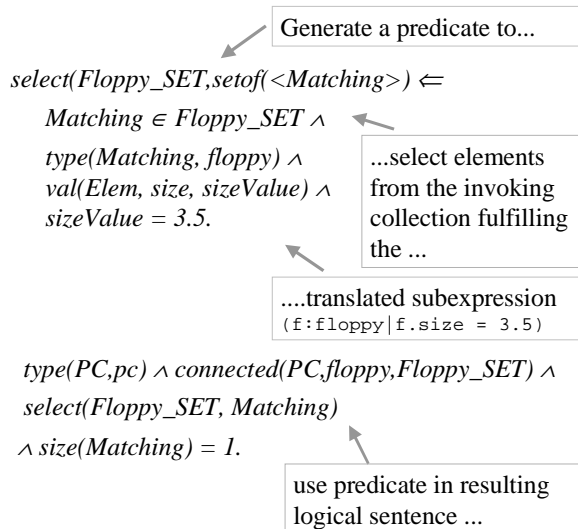 Generate a predicate to...
select(Floppy_SET,setof(<Matching>) ⇐
Matching ∈ Floppy_SET ∧
type(Matching, floppy) ∧
val(Elem, size, sizeValue) ∧
sizeValue = 3.5.
...select elements
from the invoking
collection fulfilling
the ...
....translated subexpression
(f:floppy|f.size = 3.5)
type(PC,pc) ∧ connected(PC,floppy,Floppy_SET) ∧
select(Floppy_SET, Matching)
∧ size(Matching) = 1.
use predicate in resulting
logical sentence ...